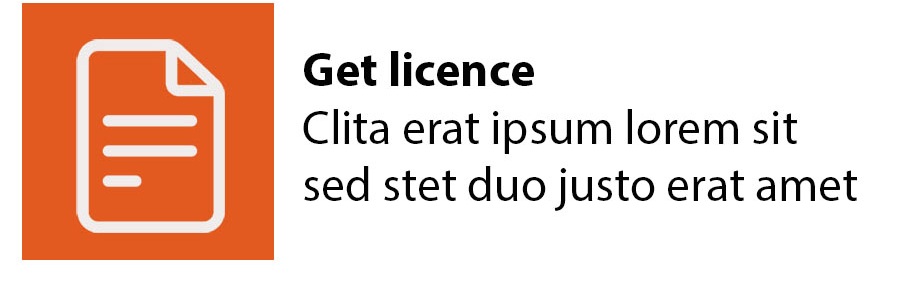 Get licence
Clita erat ipsum lorem sit
sed stet duo justo erat amet